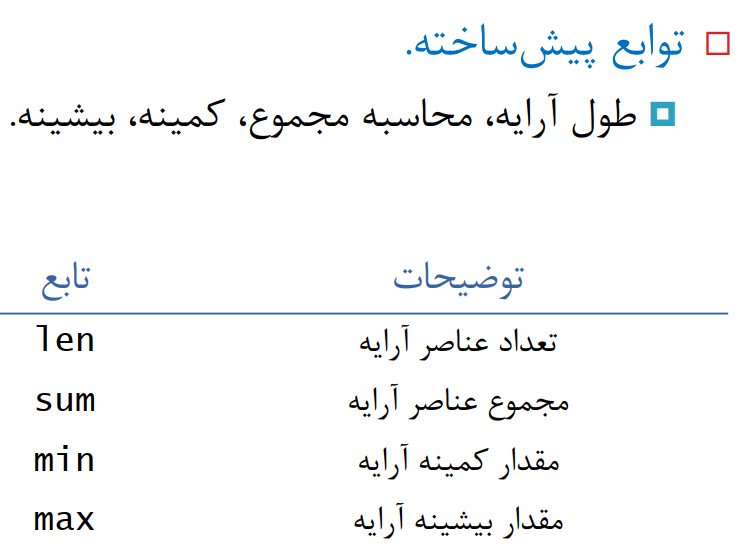 توابع پیش‌ساخته.
طول آرایه، محاسبه مجموع، کمینه، بیشینه.
توضیحات تابع
تعداد عناصر آرایه len
مجموع عناصر آرایه sum
مقدار کمینه آرایه min
مقدار بیشینه آرایه max